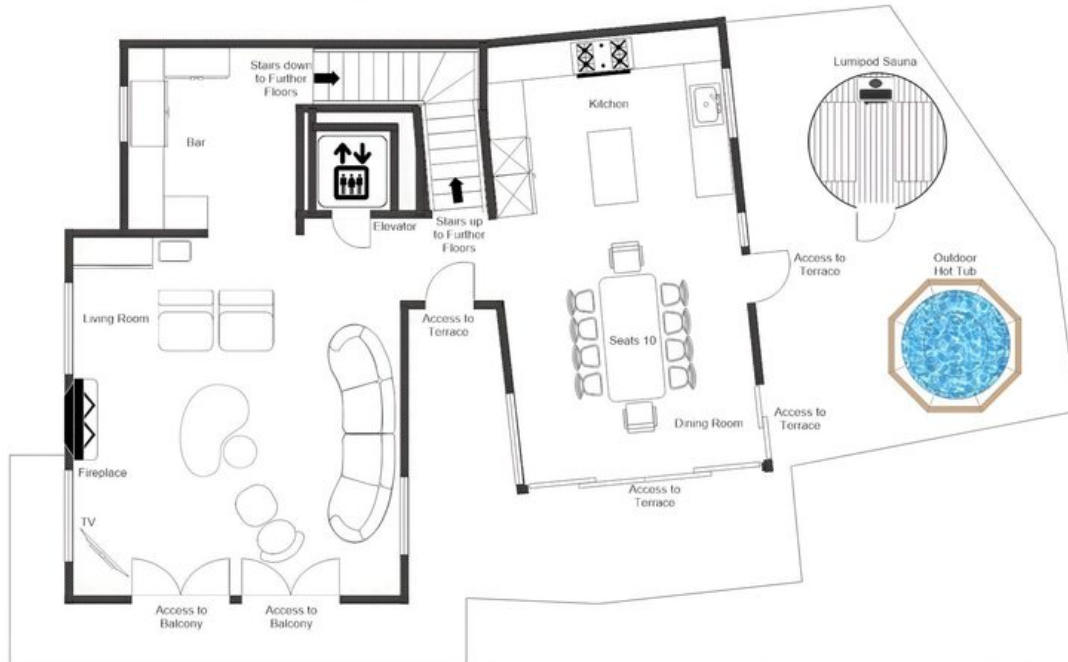 Stairs down
to Further
Floors
Bar
Elevator
Stairs up
to Further
Floors
Kitchen
Lumipod Sauna
Access to
Terrace
Outdoor
Hot Tub
Living Room
Access to
Terrace
Seats 10
Dining Room
Access to
Terrace
Fireplace
TV
Access to
Terrace
Access to
Balcony
Access to
Balcony